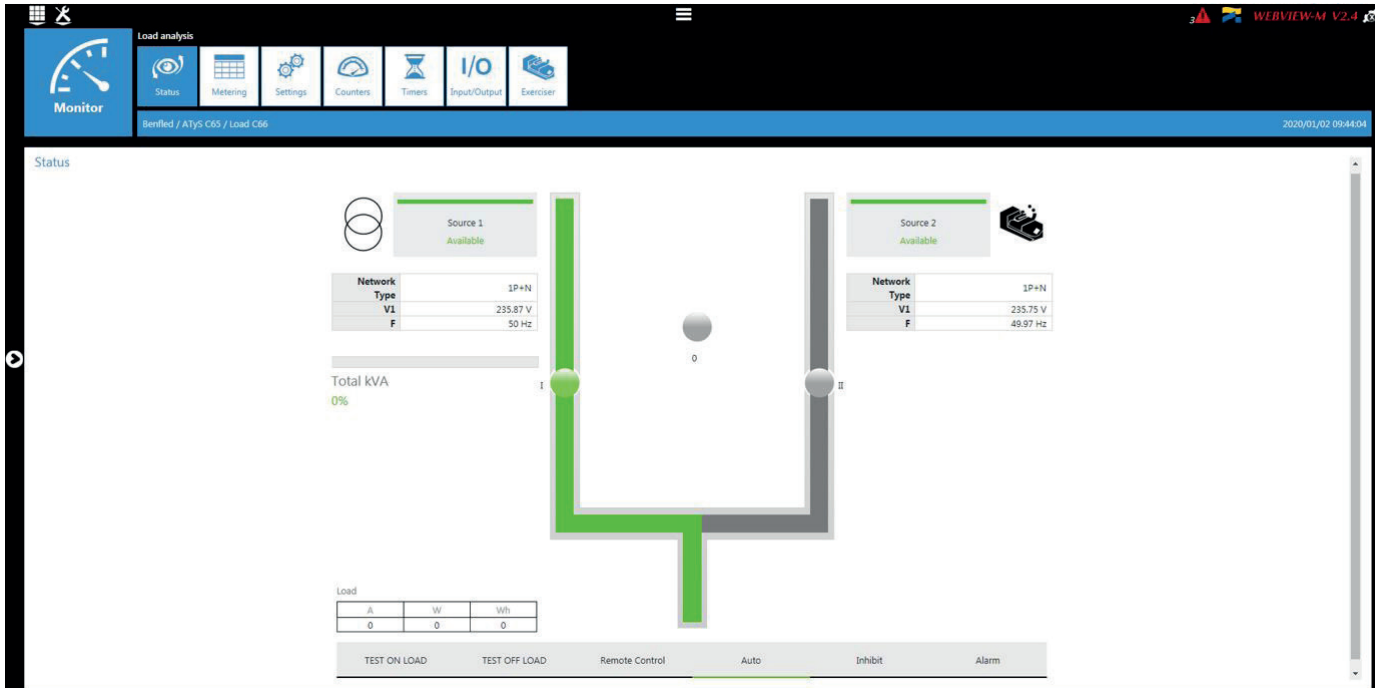 3 WEBVIEW-M V2.4
Load analysis
Monitor
Status Metering Settings Counters Timers I/O Input/Output Exerciser
Benfled / ATyS C65 / Load C66 2020/01/02 09:44:04
Status
Source 1
Available
Source 2
Available
Network Type 1P+N
V1 235.87 V
F 50 Hz
Network Type 1P+N
V1 235.75 V
F 49.97 Hz
0
Total kVA
0%
I
II
Load
A W Wh
0 0 0
TEST ON LOAD TEST OFF LOAD Remote Control Auto Inhibit Alarm